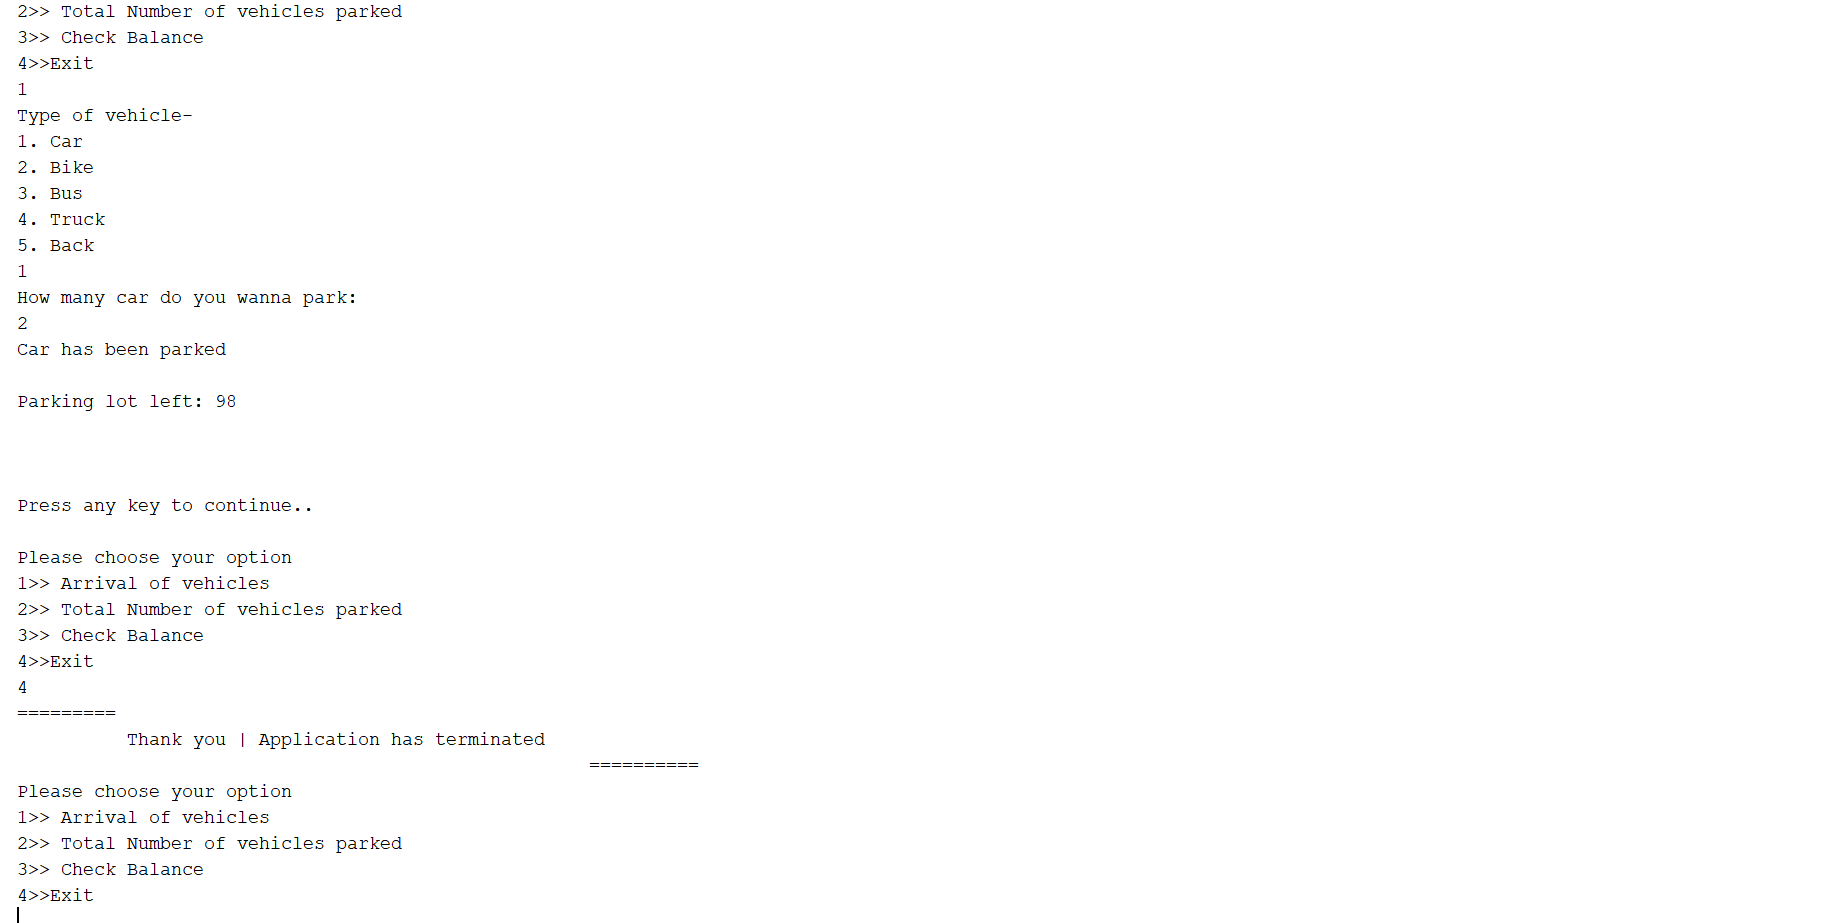 2>> Total Number of vehicles parked
3>> Check Balance
4>>Exit
1
Type of vehicle-
1. Car
2. Bike
3. Bus
4. Truck
5. Back
1
How many car do you wanna park:
2
Car has been parked
Parking lot left: 98
Press any key to continue..
Please choose your option
1>> Arrival of vehicles
2>> Total Number of vehicles parked
3>> Check Balance
4>>Exit
4
=========
Thank you | Application has terminated
==========
Please choose your option
1>> Arrival of vehicles
2>> Total Number of vehicles parked
3>> Check Balance
4>>Exit